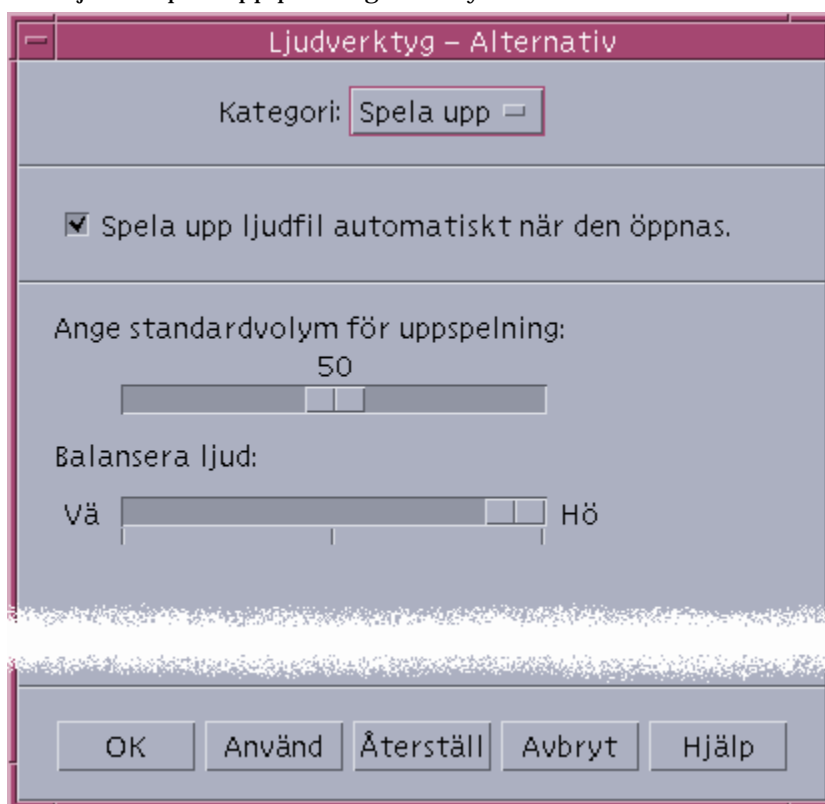 Ljudverktyg – Alternativ
Kategori: Spela upp
Spela upp ljudfil automatiskt när den öppnas.
Ange standardvolym för uppspelning:
50
Balansera ljud:
Vä Hö
OK Använd Återställ Avbryt Hjälp